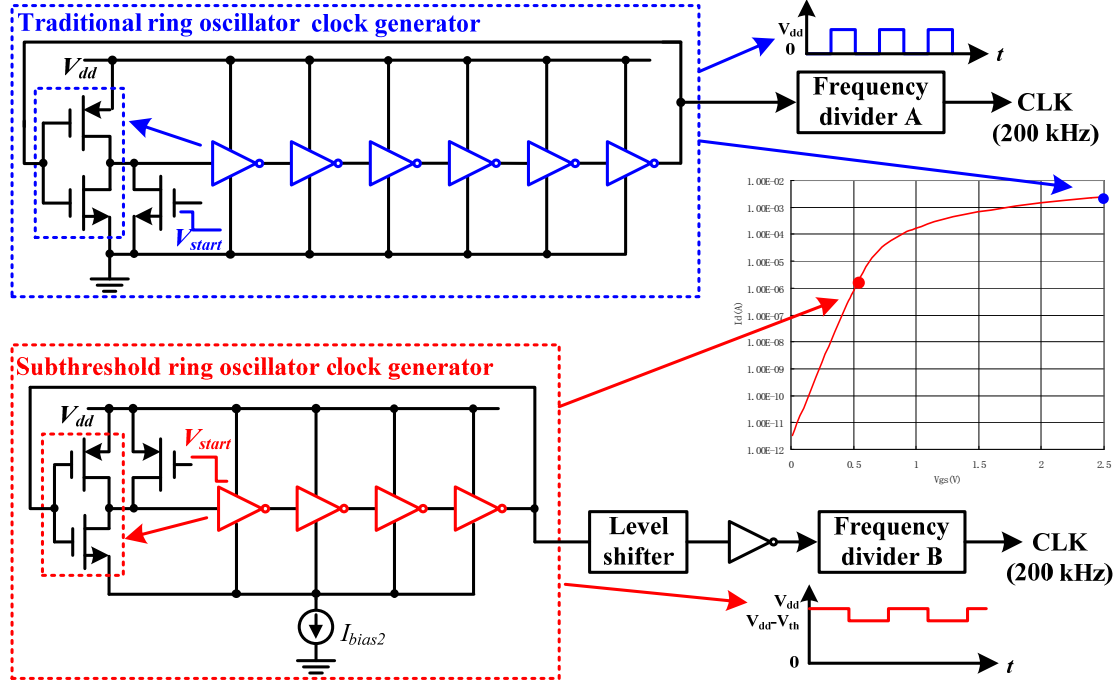 Traditional ring oscillator clock generator
Vdd
Vstart
Vdd
0
t
Frequency
divider A
CLK
(200 kHz)
1.00E-02
1.00E-03
1.00E-04
1.00E-05
1.00E-06
1.00E-07
1.00E-08
1.00E-09
1.00E-10
1.00E-11
1.00E-12
Id(A)
0
0.5
1
1.5
2
2.5
Vgs(V)
Subthreshold ring oscillator clock generator
Vdd
Vstart
Ibias2
Level
shifter
Frequency
divider B
CLK
(200 kHz)
Vdd
Vdd-Vth
0
t